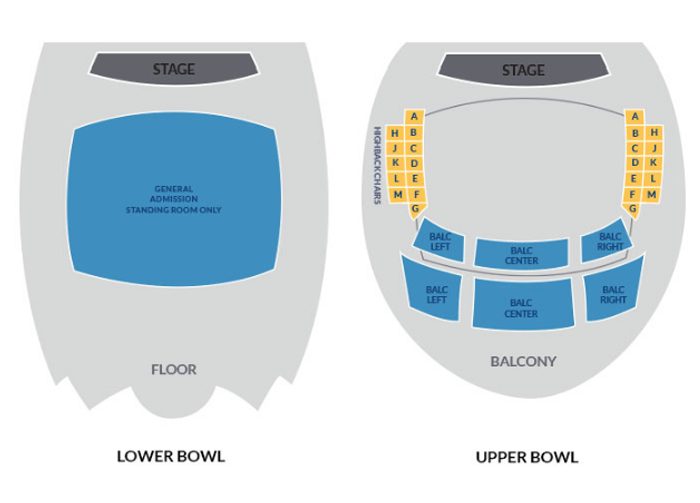 STAGE
GENERAL
ADMISSION
STANDING ROOM ONLY
FLOOR
LOWER BOWL
STAGE
HIGHBACK CHAIRS
A
H B
J C
K D
L E
M F
G
A
B H
C J
D K
E L
F M
G
BALC
LEFT
BALC
CENTER
BALC
RIGHT
BALC
LEFT
BALC
CENTER
BALC
RIGHT
BALCONY
UPPER BOWL